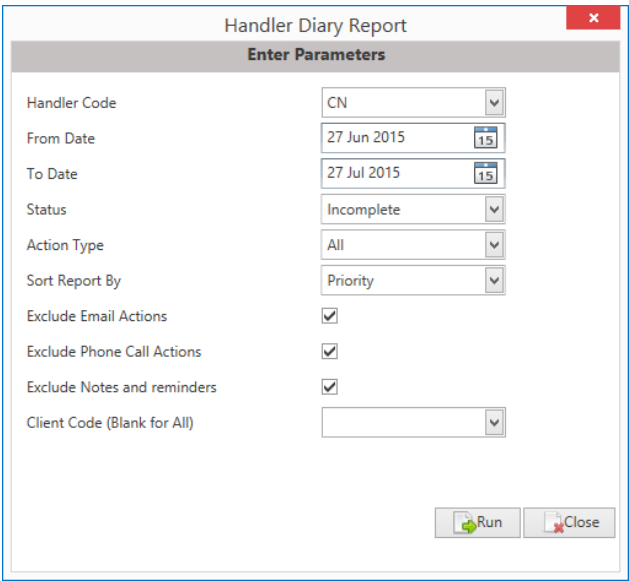 Handler Diary Report
Enter Parameters
Handler Code CN
From Date 27 Jun 2015 15
To Date 27 Jul 2015 15
Status Incomplete
Action Type All
Sort Report By Priority
Exclude Email Actions
Exclude Phone Call Actions
Exclude Notes and reminders
Client Code (Blank for All)
Run Close